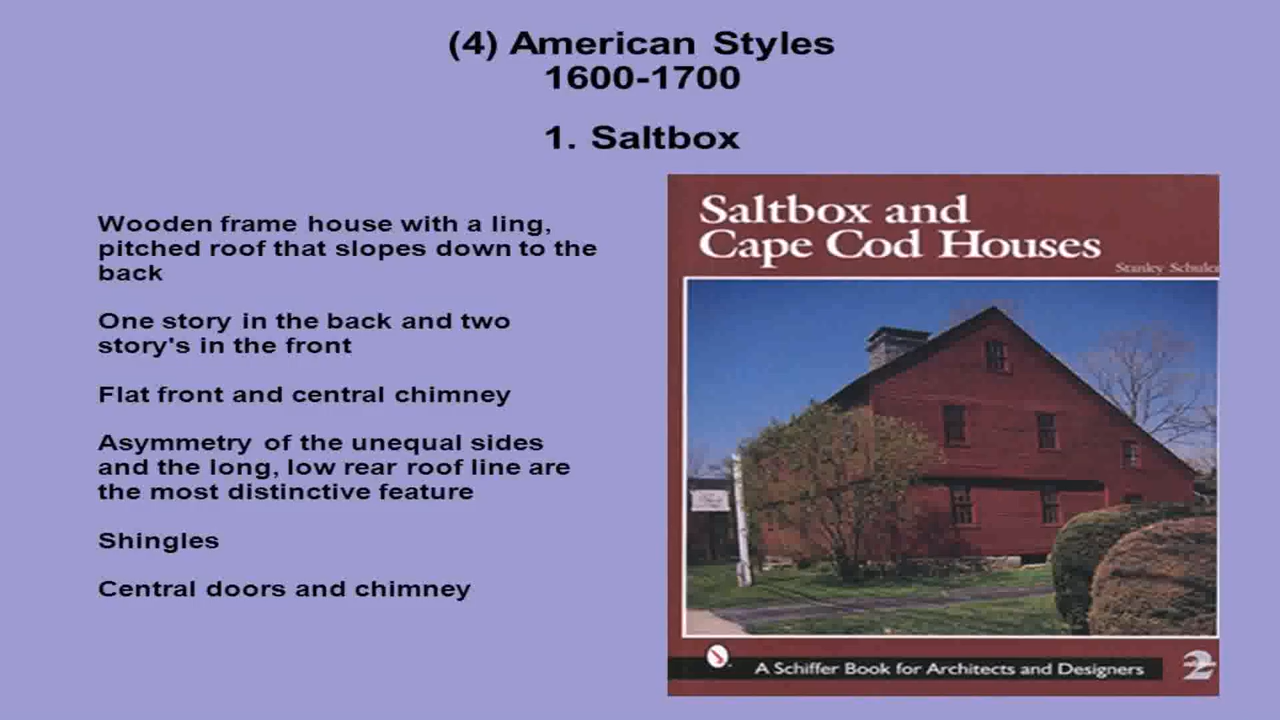 (4) American Styles
1600-1700
1. Saltbox
Wooden frame house with a ling,
pitched roof that slopes down to the
back
One story in the back and two
story's in the front
Flat front and central chimney
Asymmetry of the unequal sides
and the long, low rear roof line are
the most distinctive feature
Shingles
Central doors and chimney
Saltbox and
Cape Cod Houses
Stanley Schuler
A Schiffer Book for Architects and Designers
2